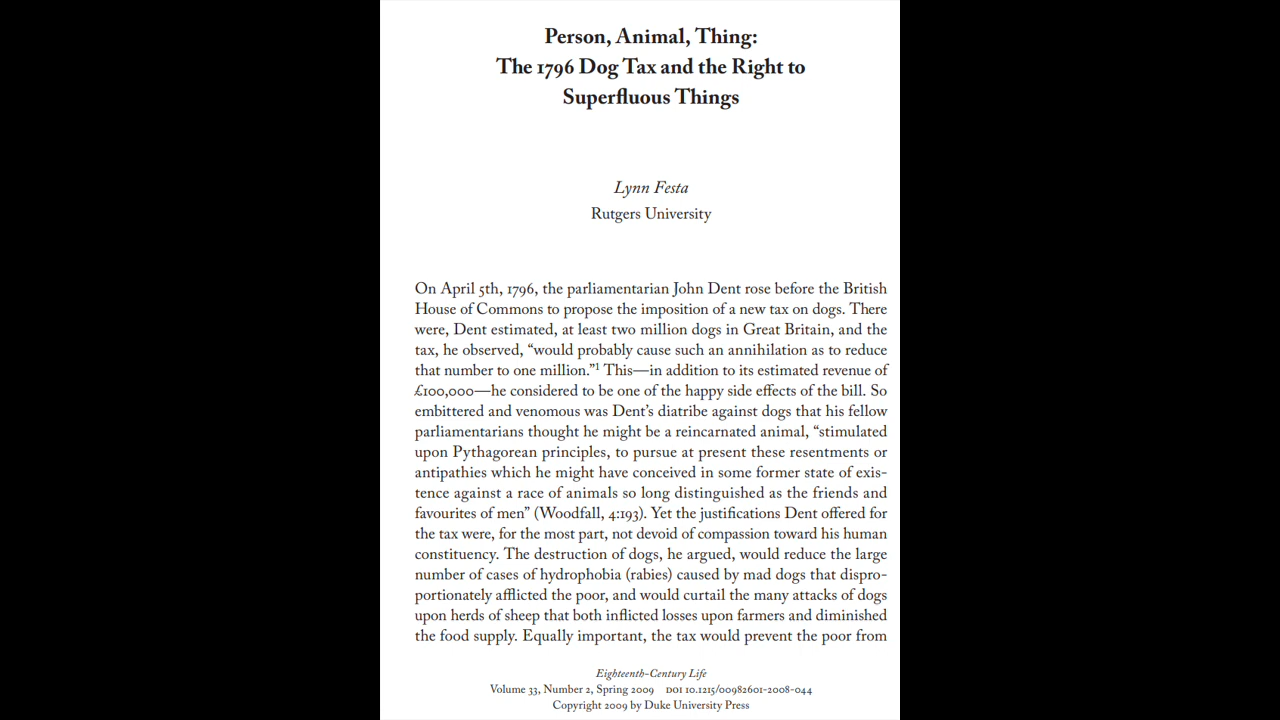 Person, Animal, Thing:
The 1796 Dog Tax and the Right to
Superfluous Things
Lynn Festa
Rutgers University
On April 5th, 1796, the parliamentarian John Dent rose before the British
House of Commons to propose the imposition of a new tax on dogs. There
were, Dent estimated, at least two million dogs in Great Britain, and the
tax, he observed, “would probably cause such an annihilation as to reduce
that number to one million.”1 This—in addition to its estimated revenue of
£100,000—he considered to be one of the happy side effects of the bill. So
embittered and venomous was Dent’s diatribe against dogs that his fellow
parliamentarians thought he might be a reincarnated animal, “stimulated
upon Pythagorean principles, to pursue at present these resentments or
antipathies which he might have conceived in some former state of exis-
tence against a race of animals so long distinguished as the friends and
favourites of men” (Woodfall, 4:193). Yet the justifications Dent offered for
the tax were, for the most part, not devoid of compassion toward his human
constituency. The destruction of dogs, he argued, would reduce the large
number of cases of hydrophobia (rabies) caused by mad dogs that dispro-
portionately afflicted the poor, and would curtail the many attacks of dogs
upon herds of sheep that both inflicted losses upon farmers and diminished
the food supply. Equally important, the tax would prevent the poor from
Eighteenth-Century Life
Volume 33, Number 2, Spring 2009 DOI 10.1215/00982601-2008-044
Copyright 2009 by Duke University Press